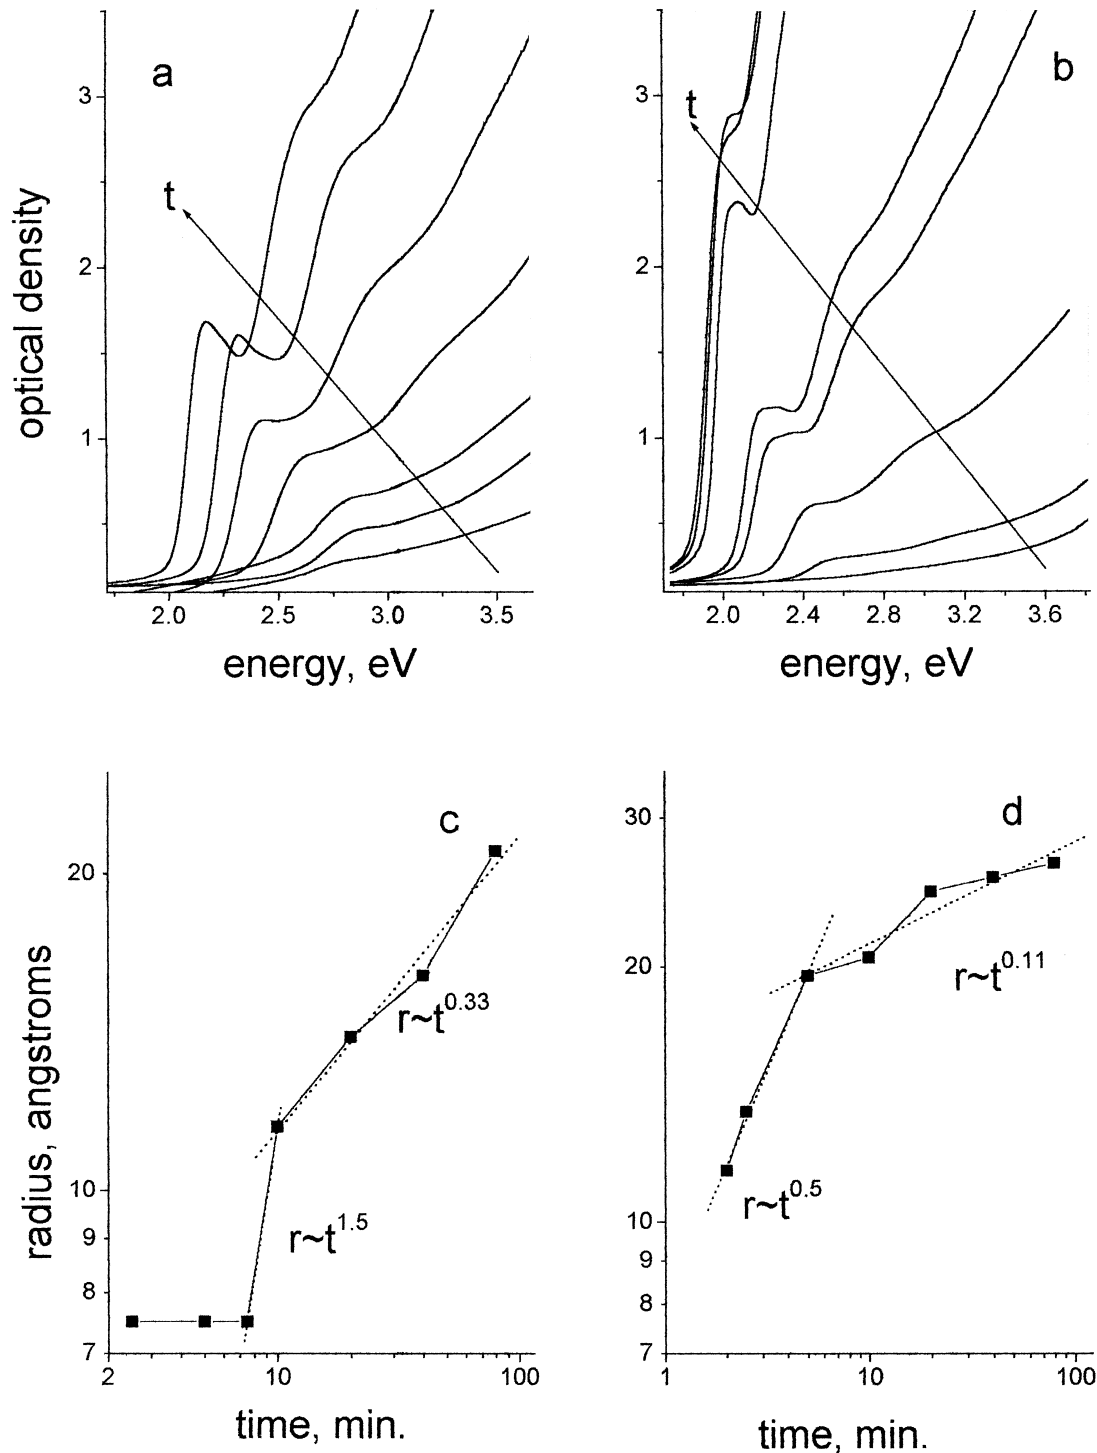 a
3
t
2
1
optical density
2.0 2.5 3.0 3.5
energy, eV
b
3
t
2
1
2.0 2.4 2.8 3.2 3.6
energy, eV
c
20
r~t^0.33
10
9
r~t^1.5
8
7
radius, angstroms
2 10 100
time, min.
d
30
20
r~t^0.11
r~t^0.5
10
9
8
7
1 10 100
time, min.